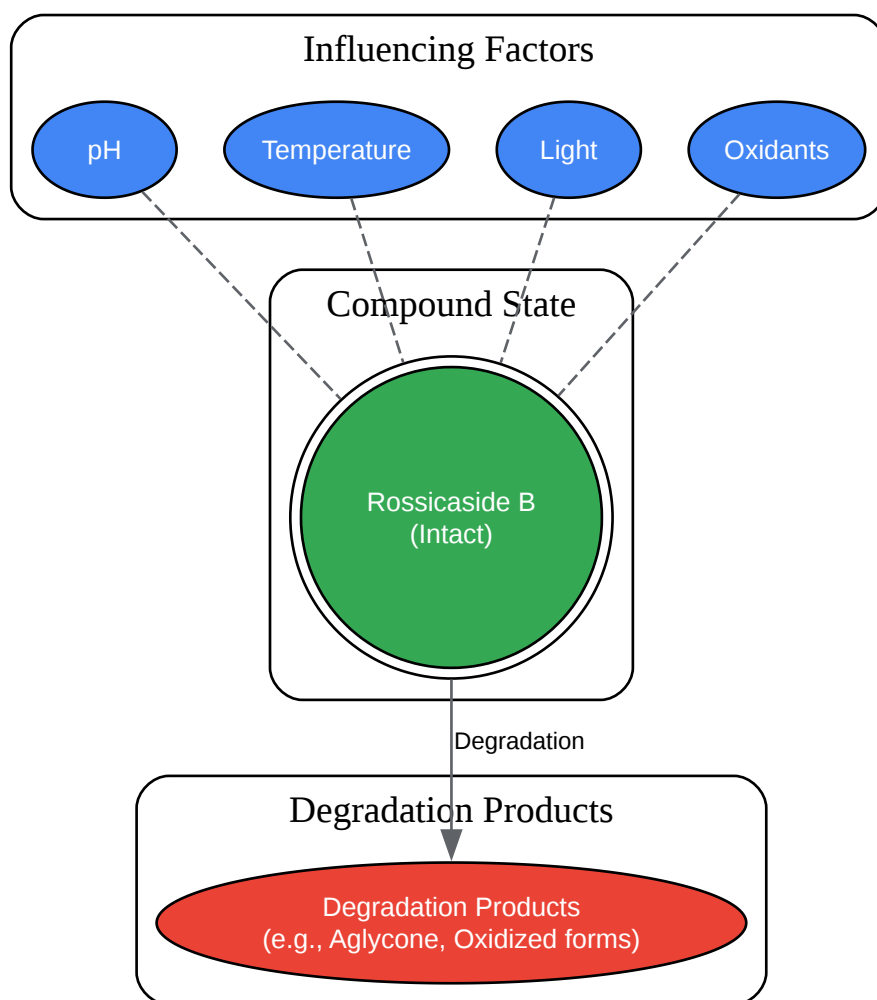 Influencing Factors
pH
Temperature
Light
Oxidants
Compound State
Rossicaside B
(Intact)
Degradation
Degradation Products
Degradation Products
(e.g., Aglycone, Oxidized forms)